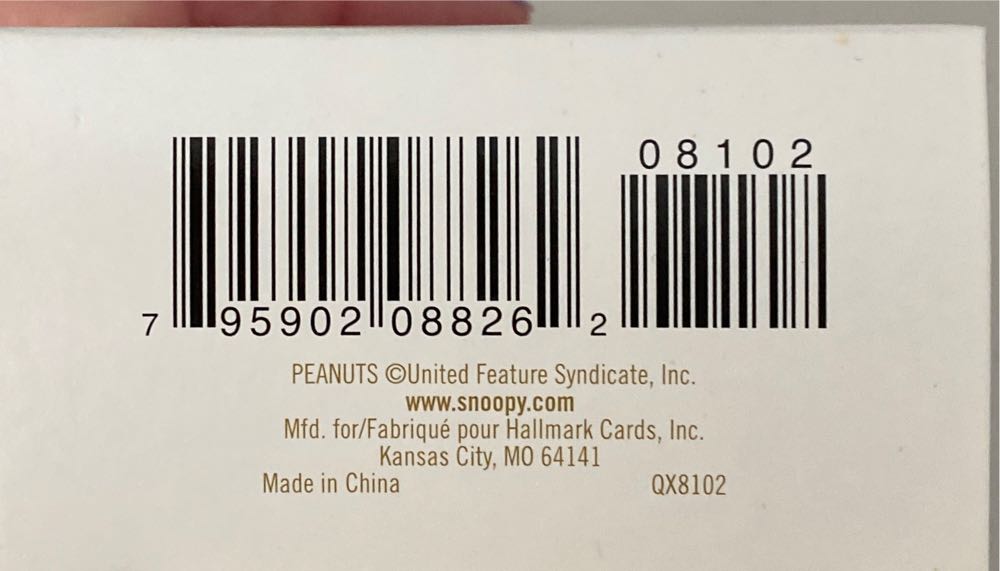 08102
7 95902 08826 2
PEANUTS ©United Feature Syndicate, Inc.
www.snoopy.com
Mfd. for/Fabriqué pour Hallmark Cards, Inc.
Kansas City, MO 64141
Made in China QX8102